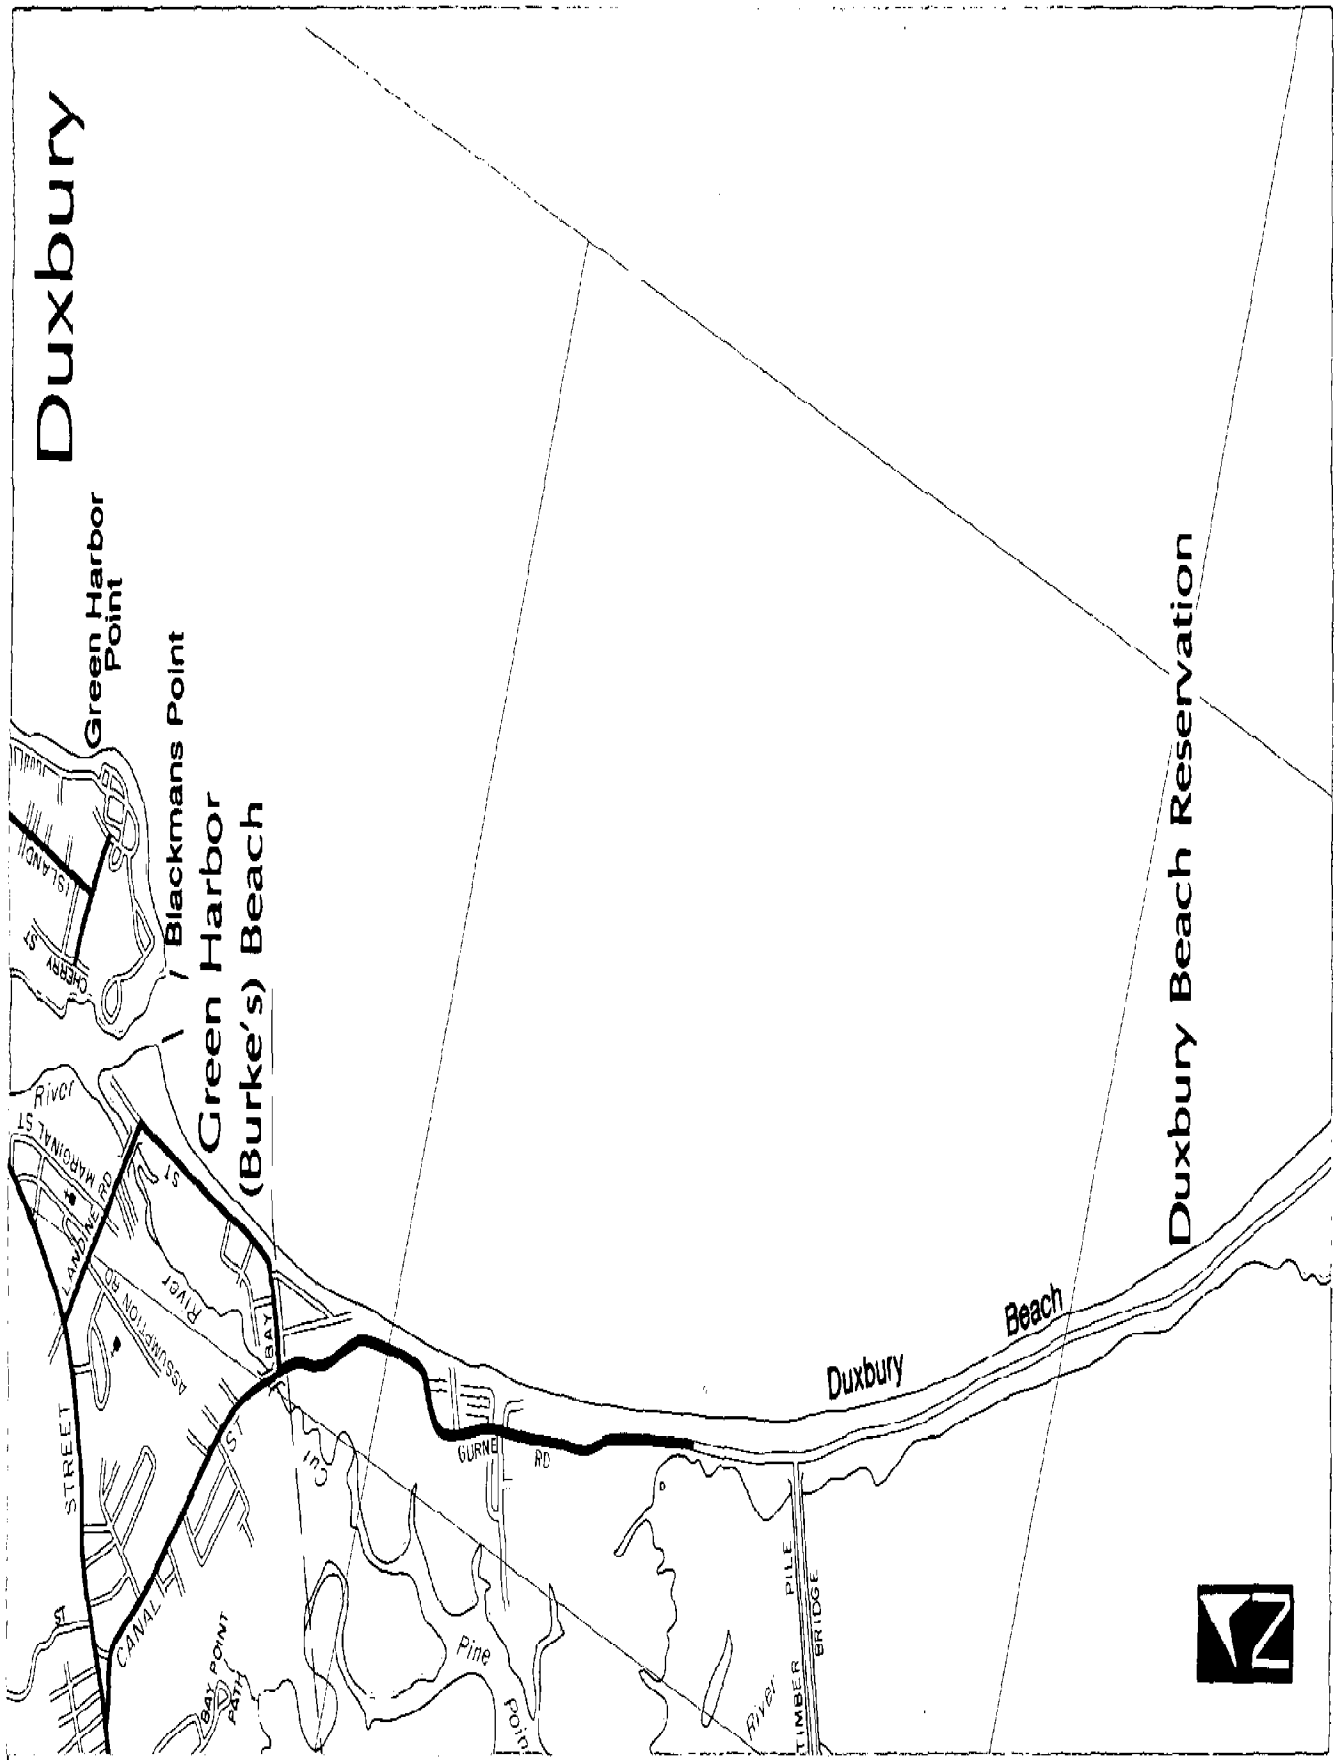 Duxbury
Green Harbor
Point
Blackmans Point
Green Harbor
(Burke's) Beach
Duxbury Beach Reservation
ISLAND
CHERRY
ST
River
MARGINAL ST
LANDING RD
ST
ASSUMPTION RD
River
BAY
STREET
ST
Cut
GURNE
RD
Duxbury
Beach
ST
CANAL
BAY POINT
PATH
Pine
Point
River
TIMBER PILE
BRIDGE
N